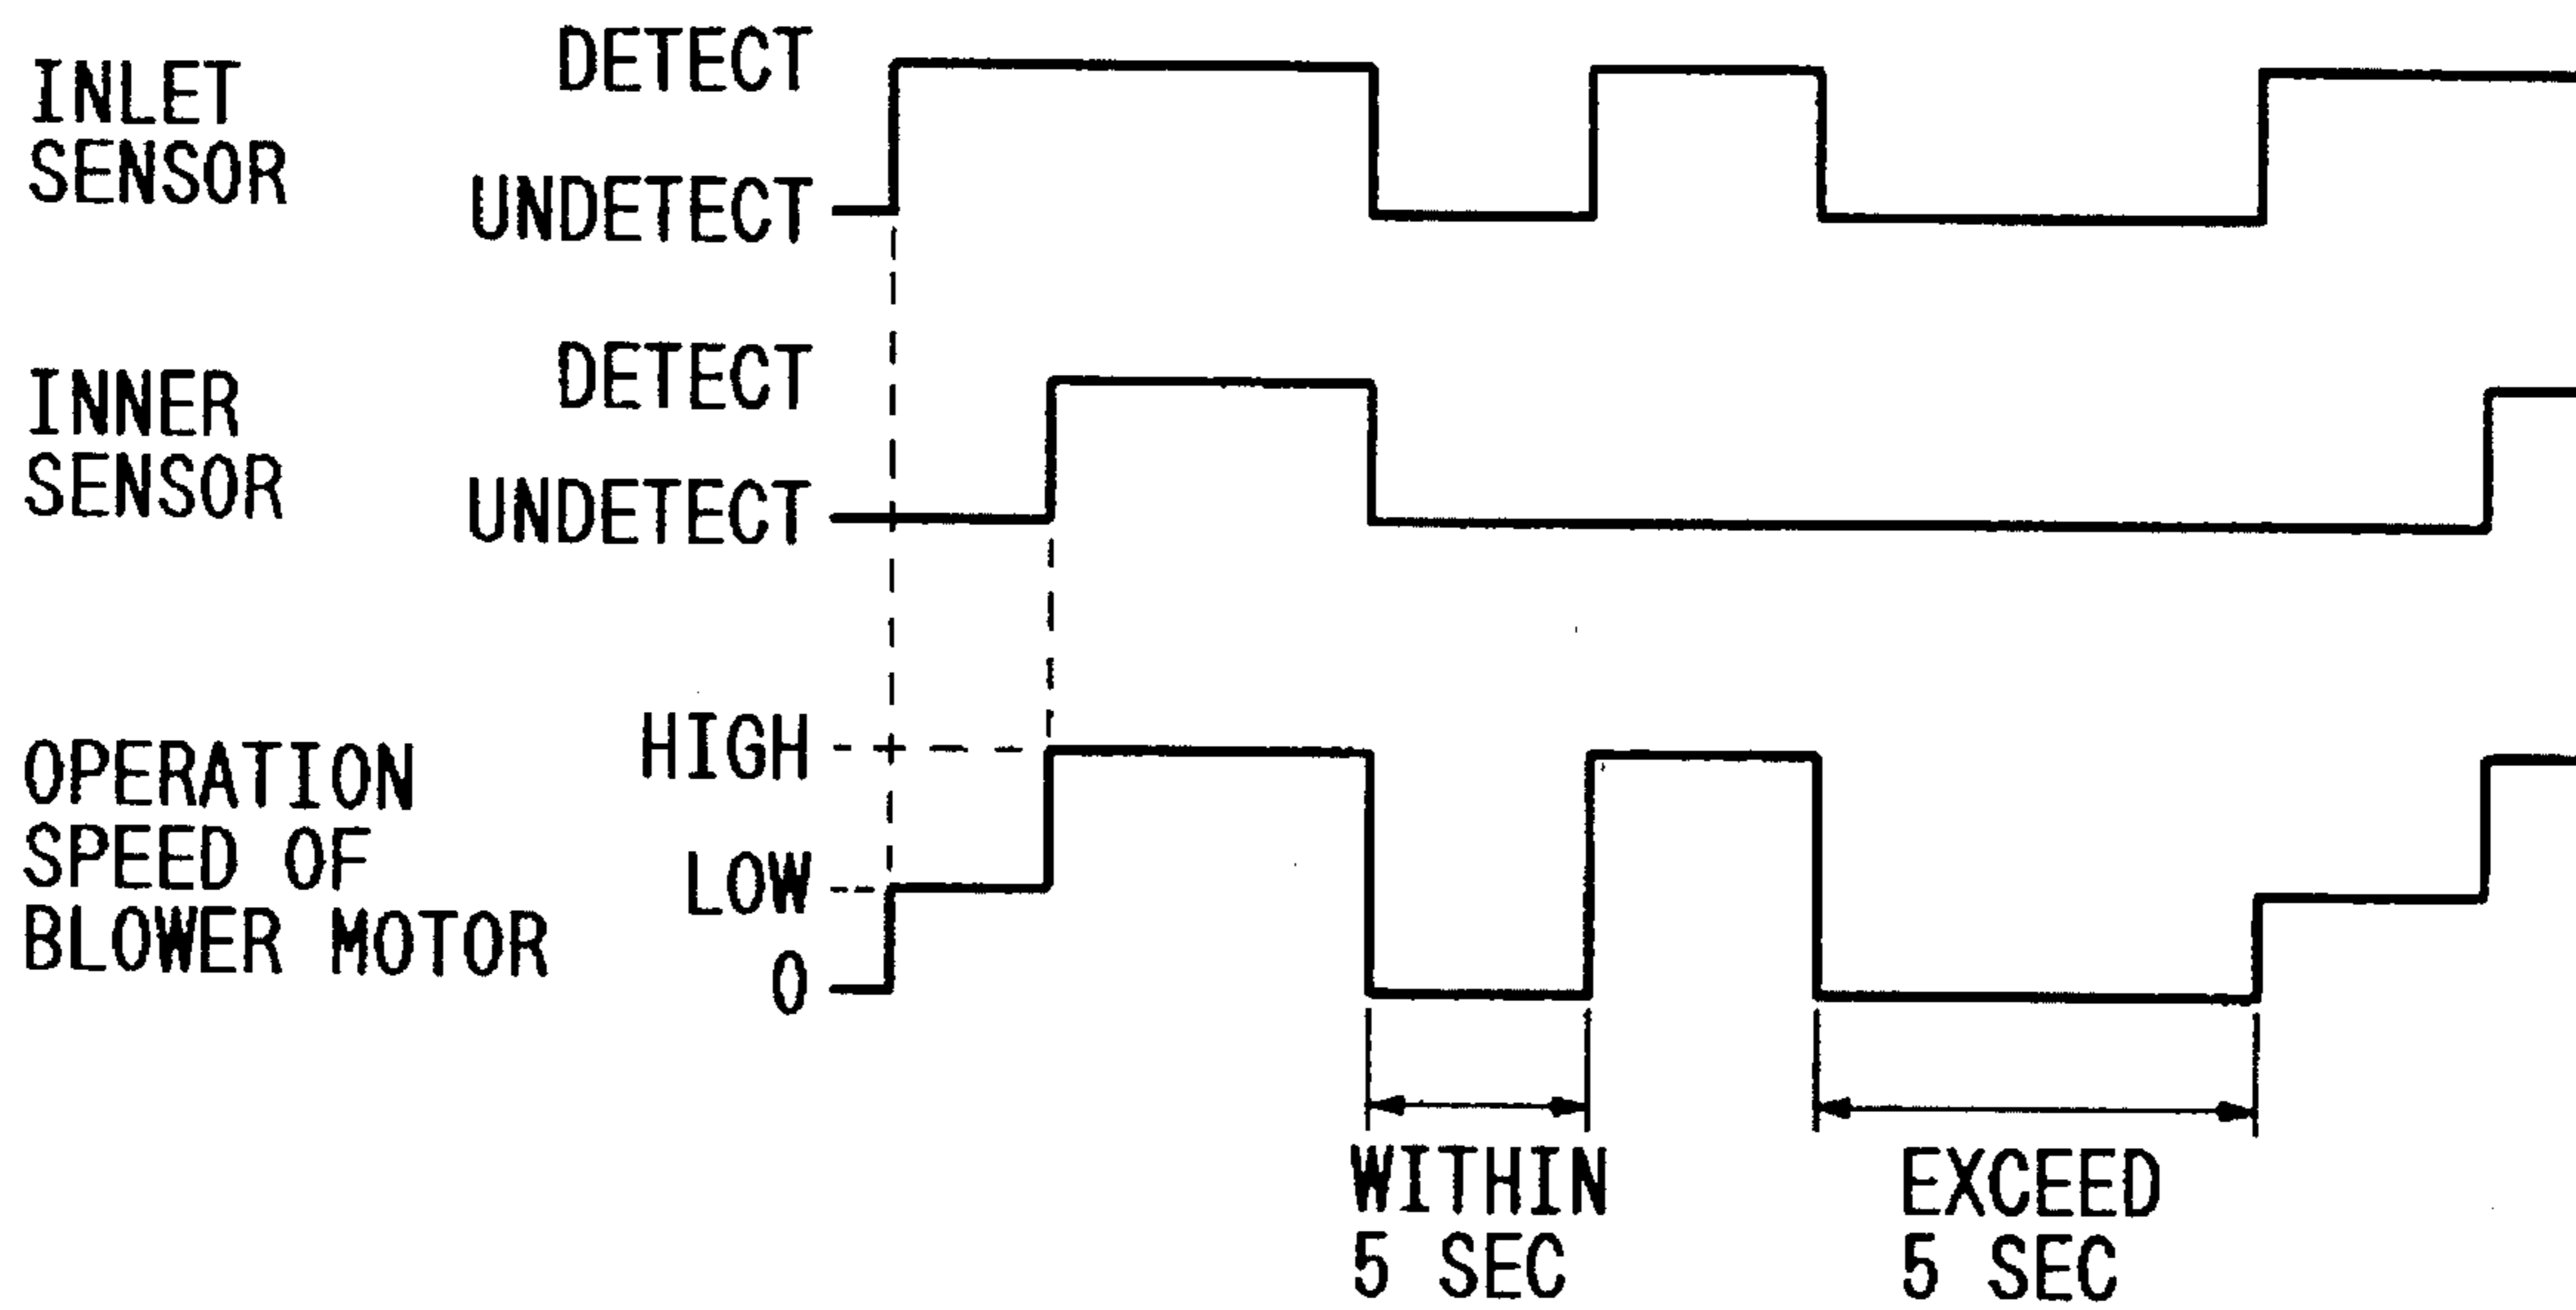 INLET
SENSOR
DETECT
UNDETECT
INNER
SENSOR
DETECT
UNDETECT
OPERATION
SPEED OF
BLOWER MOTOR
HIGH
LOW
0
WITHIN
5 SEC
EXCEED
5 SEC